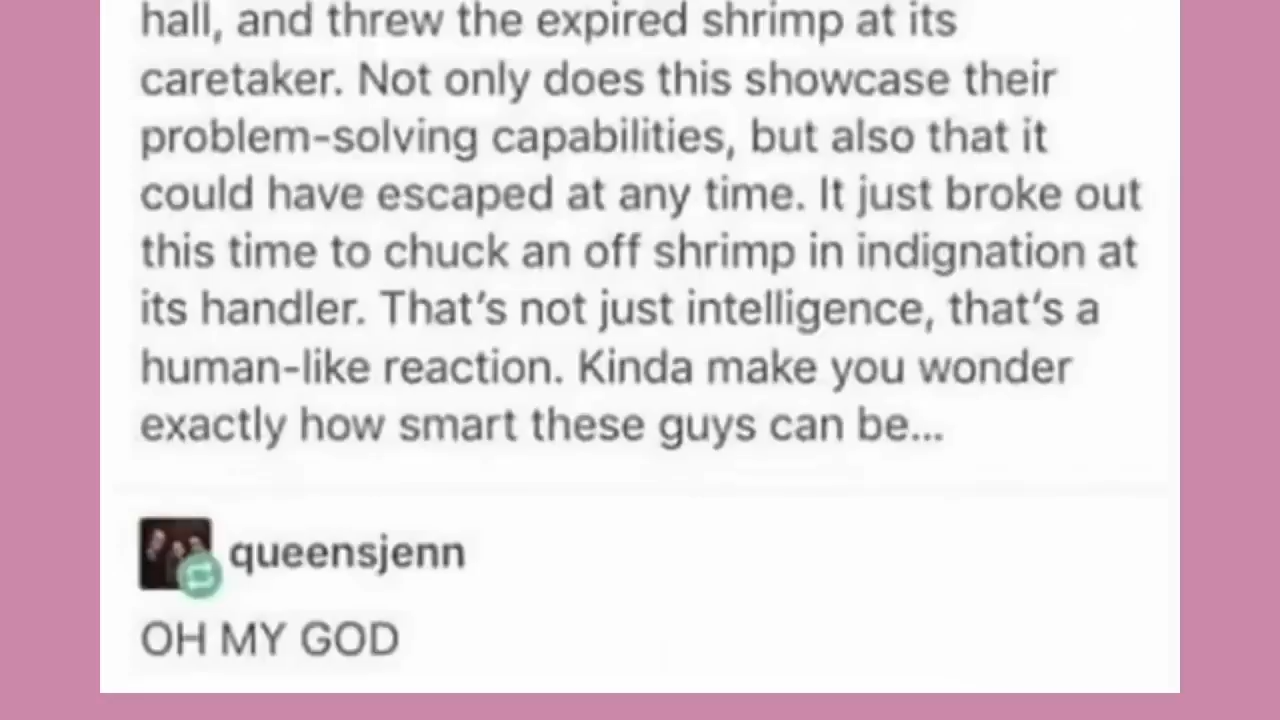 hall, and threw the expired shrimp at its
caretaker. Not only does this showcase their
problem-solving capabilities, but also that it
could have escaped at any time. It just broke out
this time to chuck an off shrimp in indignation at
its handler. That’s not just intelligence, that’s a
human-like reaction. Kinda make you wonder
exactly how smart these guys can be...
queensjenn
OH MY GOD